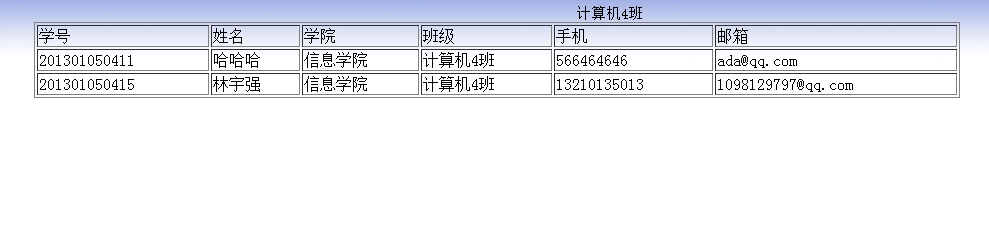 计算机4班
学号 姓名 学院 班级 手机 邮箱
201301050411 哈哈哈 信息学院 计算机4班 566464646 ada@qq.com
201301050415 林宇强 信息学院 计算机4班 13210135013 1098129797@qq.com